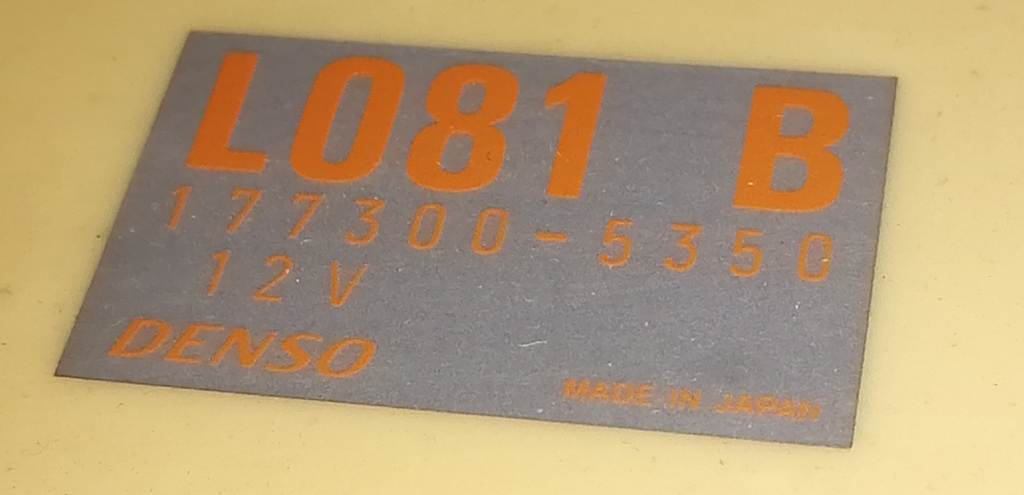 L081 B
177300-5350
12V
DENSO
MADE IN JAPAN